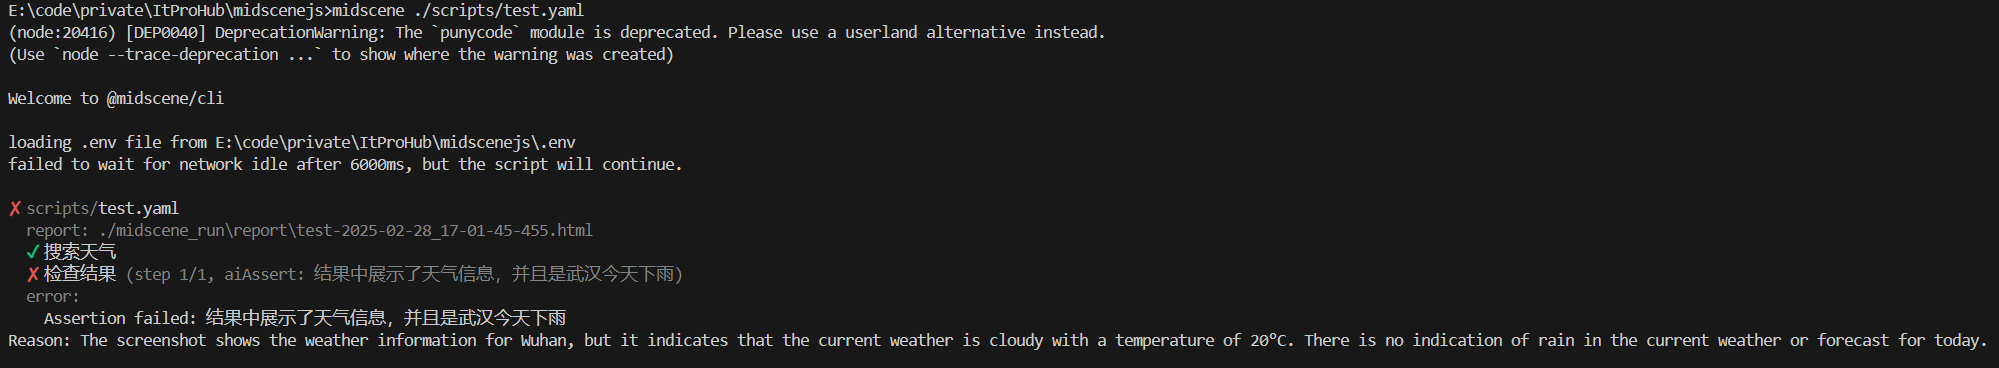 E:\code\private\ItProHub\midscenejs>midscene ./scripts/test.yaml
(node:20416) [DEP0040] DeprecationWarning: The `punycode` module is deprecated. Please use a userland alternative instead.
(Use `node --trace-deprecation ...` to show where the warning was created)
Welcome to @midscene/cli
loading .env file from E:\code\private\ItProHub\midscenejs\.env
failed to wait for network idle after 6000ms, but the script will continue.
✗ scripts/test.yaml
report: ./midscene_run\report\test-2025-02-28_17-01-45-455.html
✓ 搜索天气
✗ 检查结果 (step 1/1, aiAssert: 结果中展示了天气信息，并且是武汉今天下雨)
error:
Assertion failed: 结果中展示了天气信息，并且是武汉今天下雨
Reason: The screenshot shows the weather information for Wuhan, but it indicates that the current weather is cloudy with a temperature of 20°C. There is no indication of rain in the current weather or forecast for today.